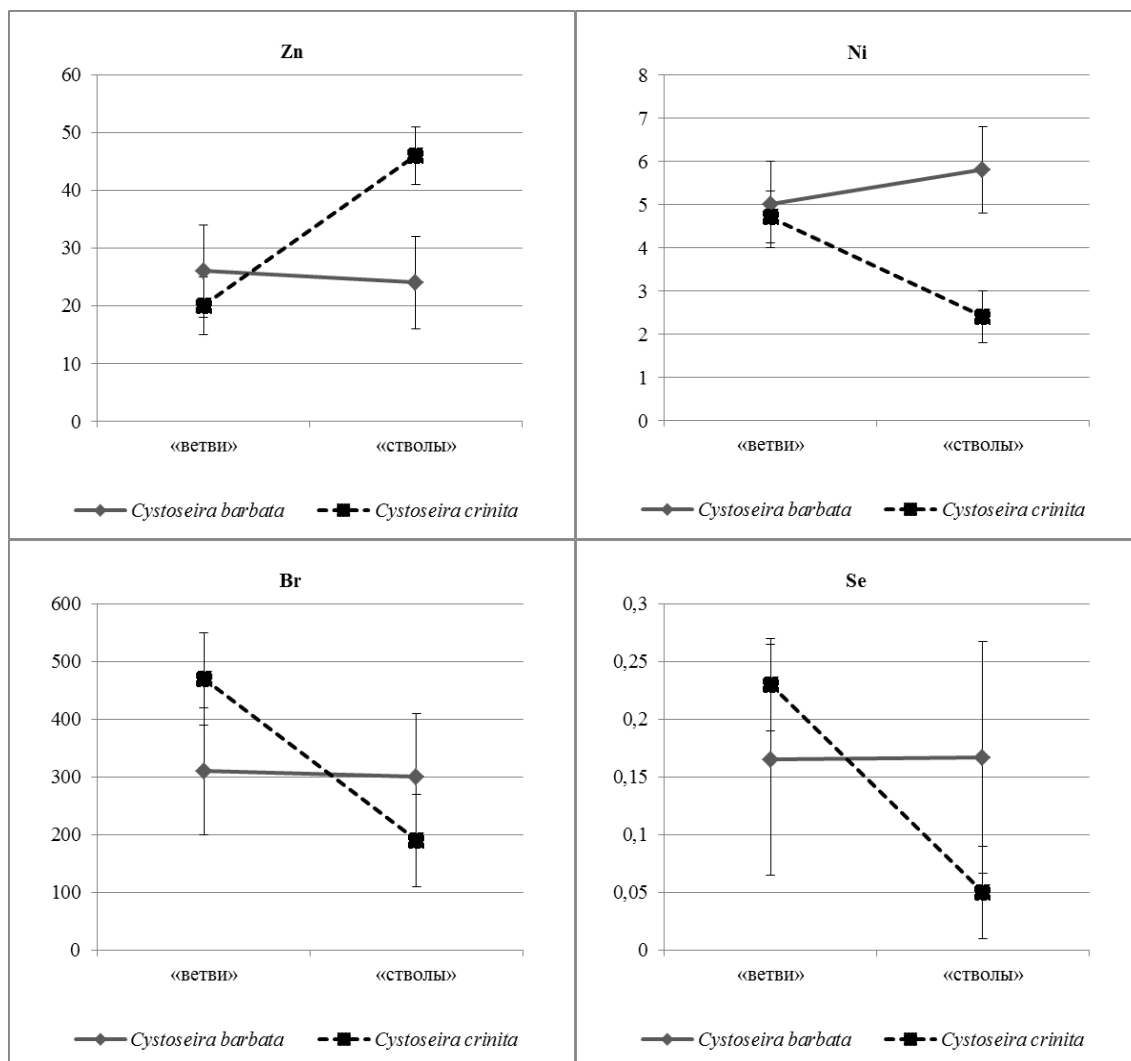 Zn
60
50
40
30
20
10
0
«ветви» «стволы»
Cystoseira barbata Cystoseira crinita
Ni
8
7
6
5
4
3
2
1
0
«ветви» «стволы»
Cystoseira barbata Cystoseira crinita
Br
600
500
400
300
200
100
0
«ветви» «стволы»
Cystoseira barbata Cystoseira crinita
Se
0,3
0,25
0,2
0,15
0,1
0,05
0
«ветви» «стволы»
Cystoseira barbata Cystoseira crinita